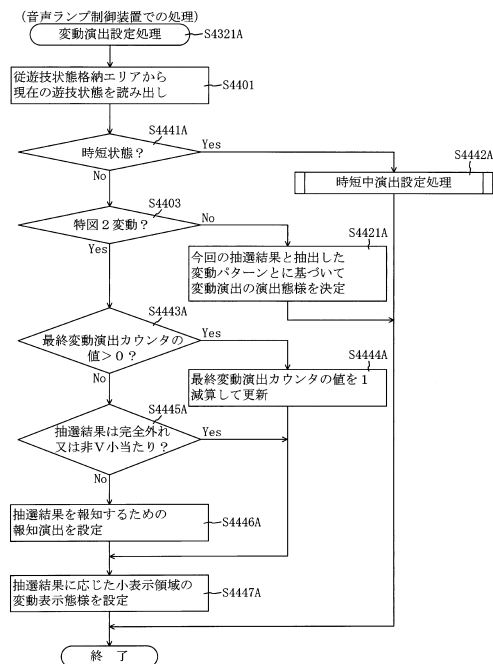 (音声ランプ制御装置での処理)
変動演出設定処理
S4321A
従遊技状態格納エリアから
現在の遊技状態を読み出し
S4401
S4441A
時短状態?
Yes
No
S4442A
時短中演出設定処理
S4403
特図2変動?
No
Yes
S4421A
今回の抽選結果と抽出した
変動パターンとに基づいて
変動演出の演出態様を決定
S4443A
最終変動演出カウンタの
値>0?
Yes
No
S4444A
最終変動演出カウンタの値を1
減算して更新
S4445A
抽選結果は完全外れ
又は非V小当たり?
Yes
No
抽選結果を報知するための
報知演出を設定
S4446A
抽選結果に応じた小表示領域の
変動表示態様を設定
S4447A
終 了